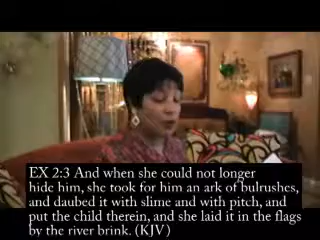 EX 2:3 And when she could not longer
hide him, she took for him an ark of bulrushes,
and daubed it with slime and with pitch, and
put the child therein, and she laid it in the flags
by the river brink. (KJV)